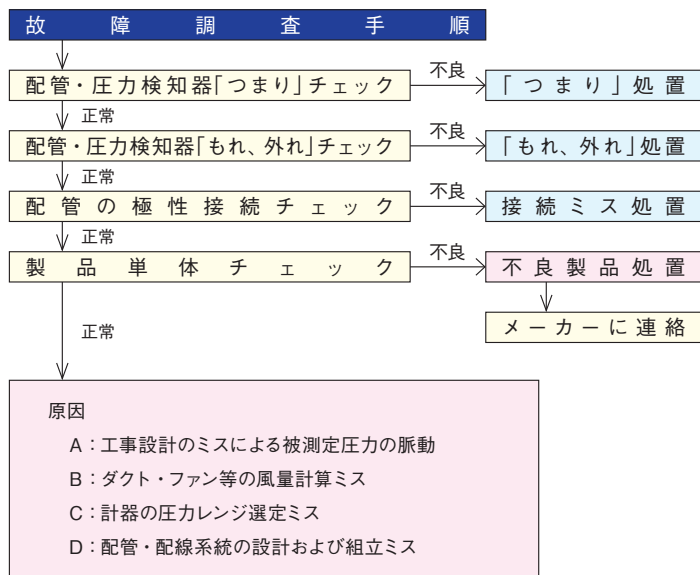 故障調査手順
配管・圧力検知器「つまり」チェック
不良
「つまり」処置
正常
配管・圧力検知器「もれ、外れ」チェック
不良
「もれ、外れ」処置
正常
配管の極性接続チェック
不良
接続ミス処置
正常
製品単体チェック
不良
不良製品処置
メーカーに連絡
正常
原因
A：工事設計のミスによる被測定圧力の脈動
B：ダクト・ファン等の風量計算ミス
C：計器の圧力レンジ選定ミス
D：配管・配線系統の設計および組立ミス